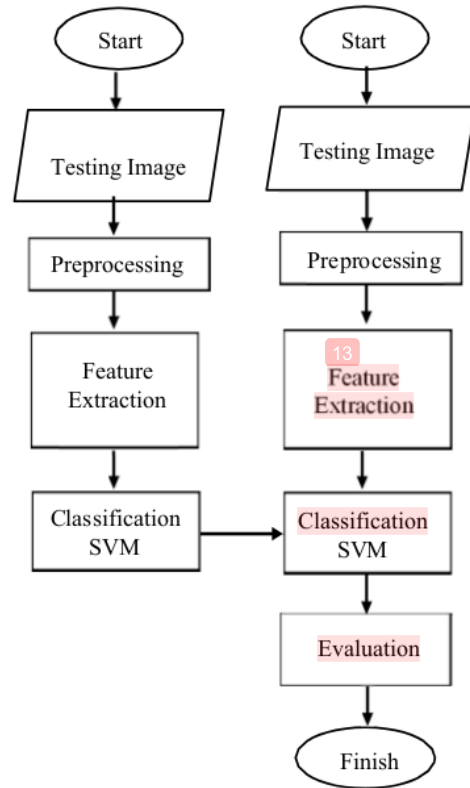 Start
Testing Image
Preprocessing
Feature
Extraction
Classification
SVM
Start
Testing Image
Preprocessing
13
Feature
Extraction
Classification
SVM
Evaluation
Finish